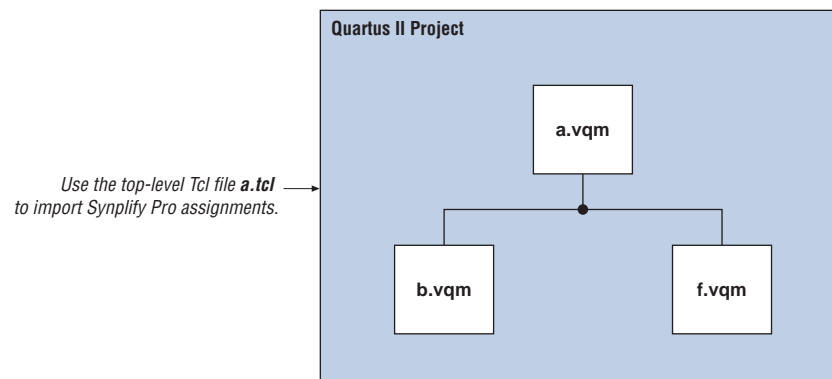 Quartus II Project
a.vqm
Use the top-level Tcl file a.tcl
to import Synplify Pro assignments.
b.vqm
f.vqm